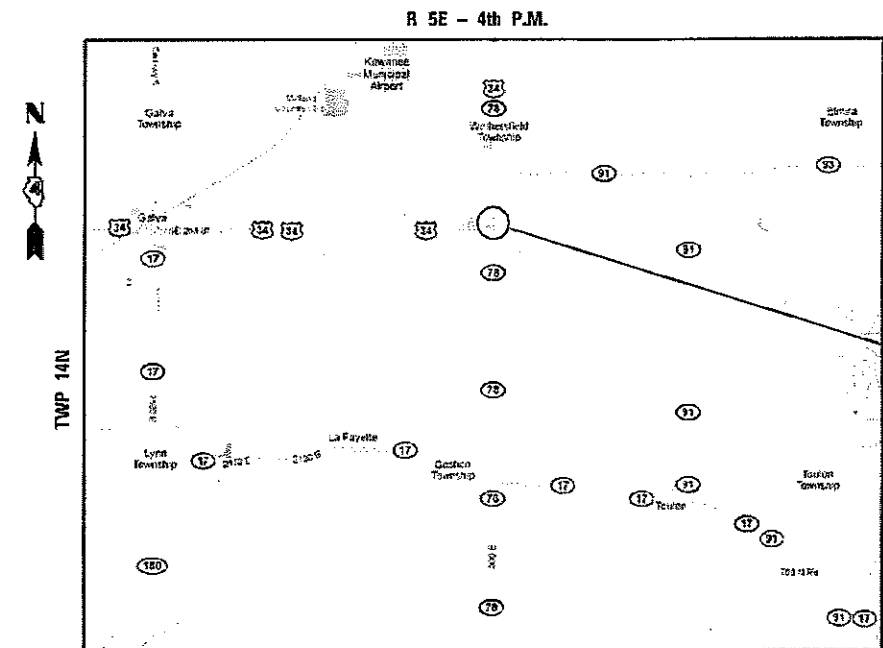 R 5E – 4th P.M.
Kewanee
Municipal
Airport
N
34
78
Galva
Township
Wethersfield
Township
Elmira
Township
91
93
34
Galva
34
34
34
17
91
78
TWP 14N
17
78
91
La Fayette
17
Lynn
Township
17
Goshen
Township
17
91
Toulon
Township
78
17
Toulon
17
91
180
78
91
17